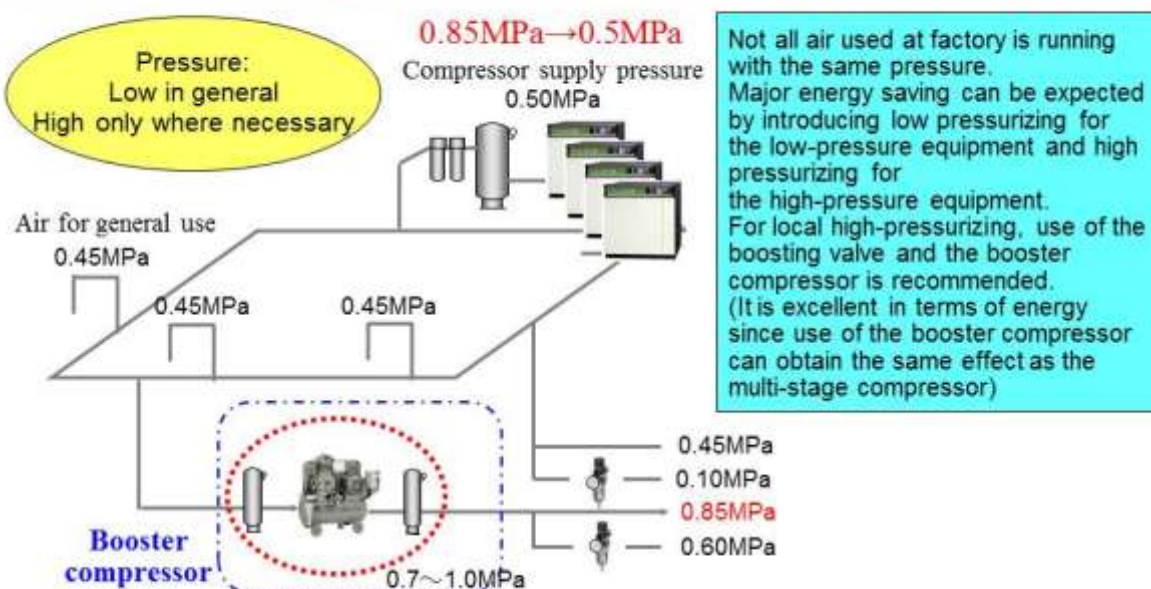 Pressure:
Low in general
High only where necessary
0.85MPa→0.5MPa
Compressor supply pressure
0.50MPa
Not all air used at factory is running
with the same pressure.
Major energy saving can be expected
by introducing low pressurizing for
the low-pressure equipment and high
pressurizing for
the high-pressure equipment.
For local high-pressurizing, use of the
boosting valve and the booster
compressor is recommended.
(It is excellent in terms of energy
since use of the booster compressor
can obtain the same effect as the
multi-stage compressor)
Air for general use
0.45MPa
0.45MPa
0.45MPa
0.45MPa
0.10MPa
0.85MPa
0.60MPa
Booster
compressor
0.7～1.0MPa